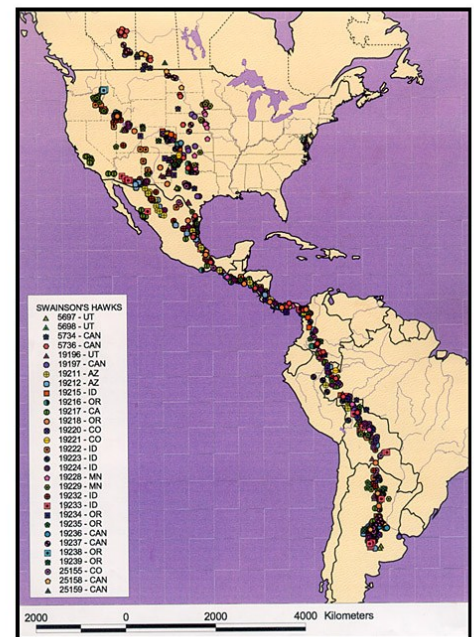 SWAINSON'S HAWKS
5697 - UT
5698 - UT
5734 - CAN
5736 - CAN
19196 - UT
19197 - CAN
19211 - AZ
19212 - AZ
19215 - ID
19216 - OR
19217 - CA
19218 - OR
19220 - CO
19221 - CO
19222 - ID
19223 - ID
19224 - ID
19228 - MN
19229 - MN
19232 - ID
19233 - ID
19234 - OR
19235 - OR
19236 - CAN
19237 - CAN
19238 - OR
19239 - OR
25155 - CO
25158 - CAN
25159 - CAN
2000 0 2000 4000 Kilometers